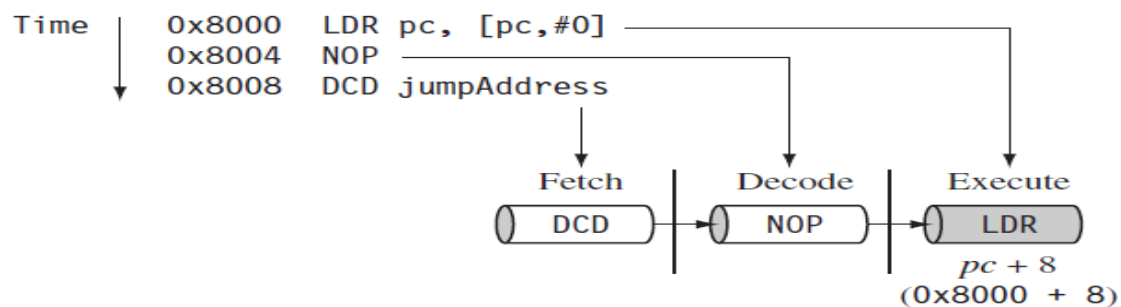 Time 0x8000 LDR pc, [pc,#0]
0x8004 NOP
0x8008 DCD jumpAddress
Fetch Decode Execute
DCD NOP LDR
pc + 8
(0x8000 + 8)